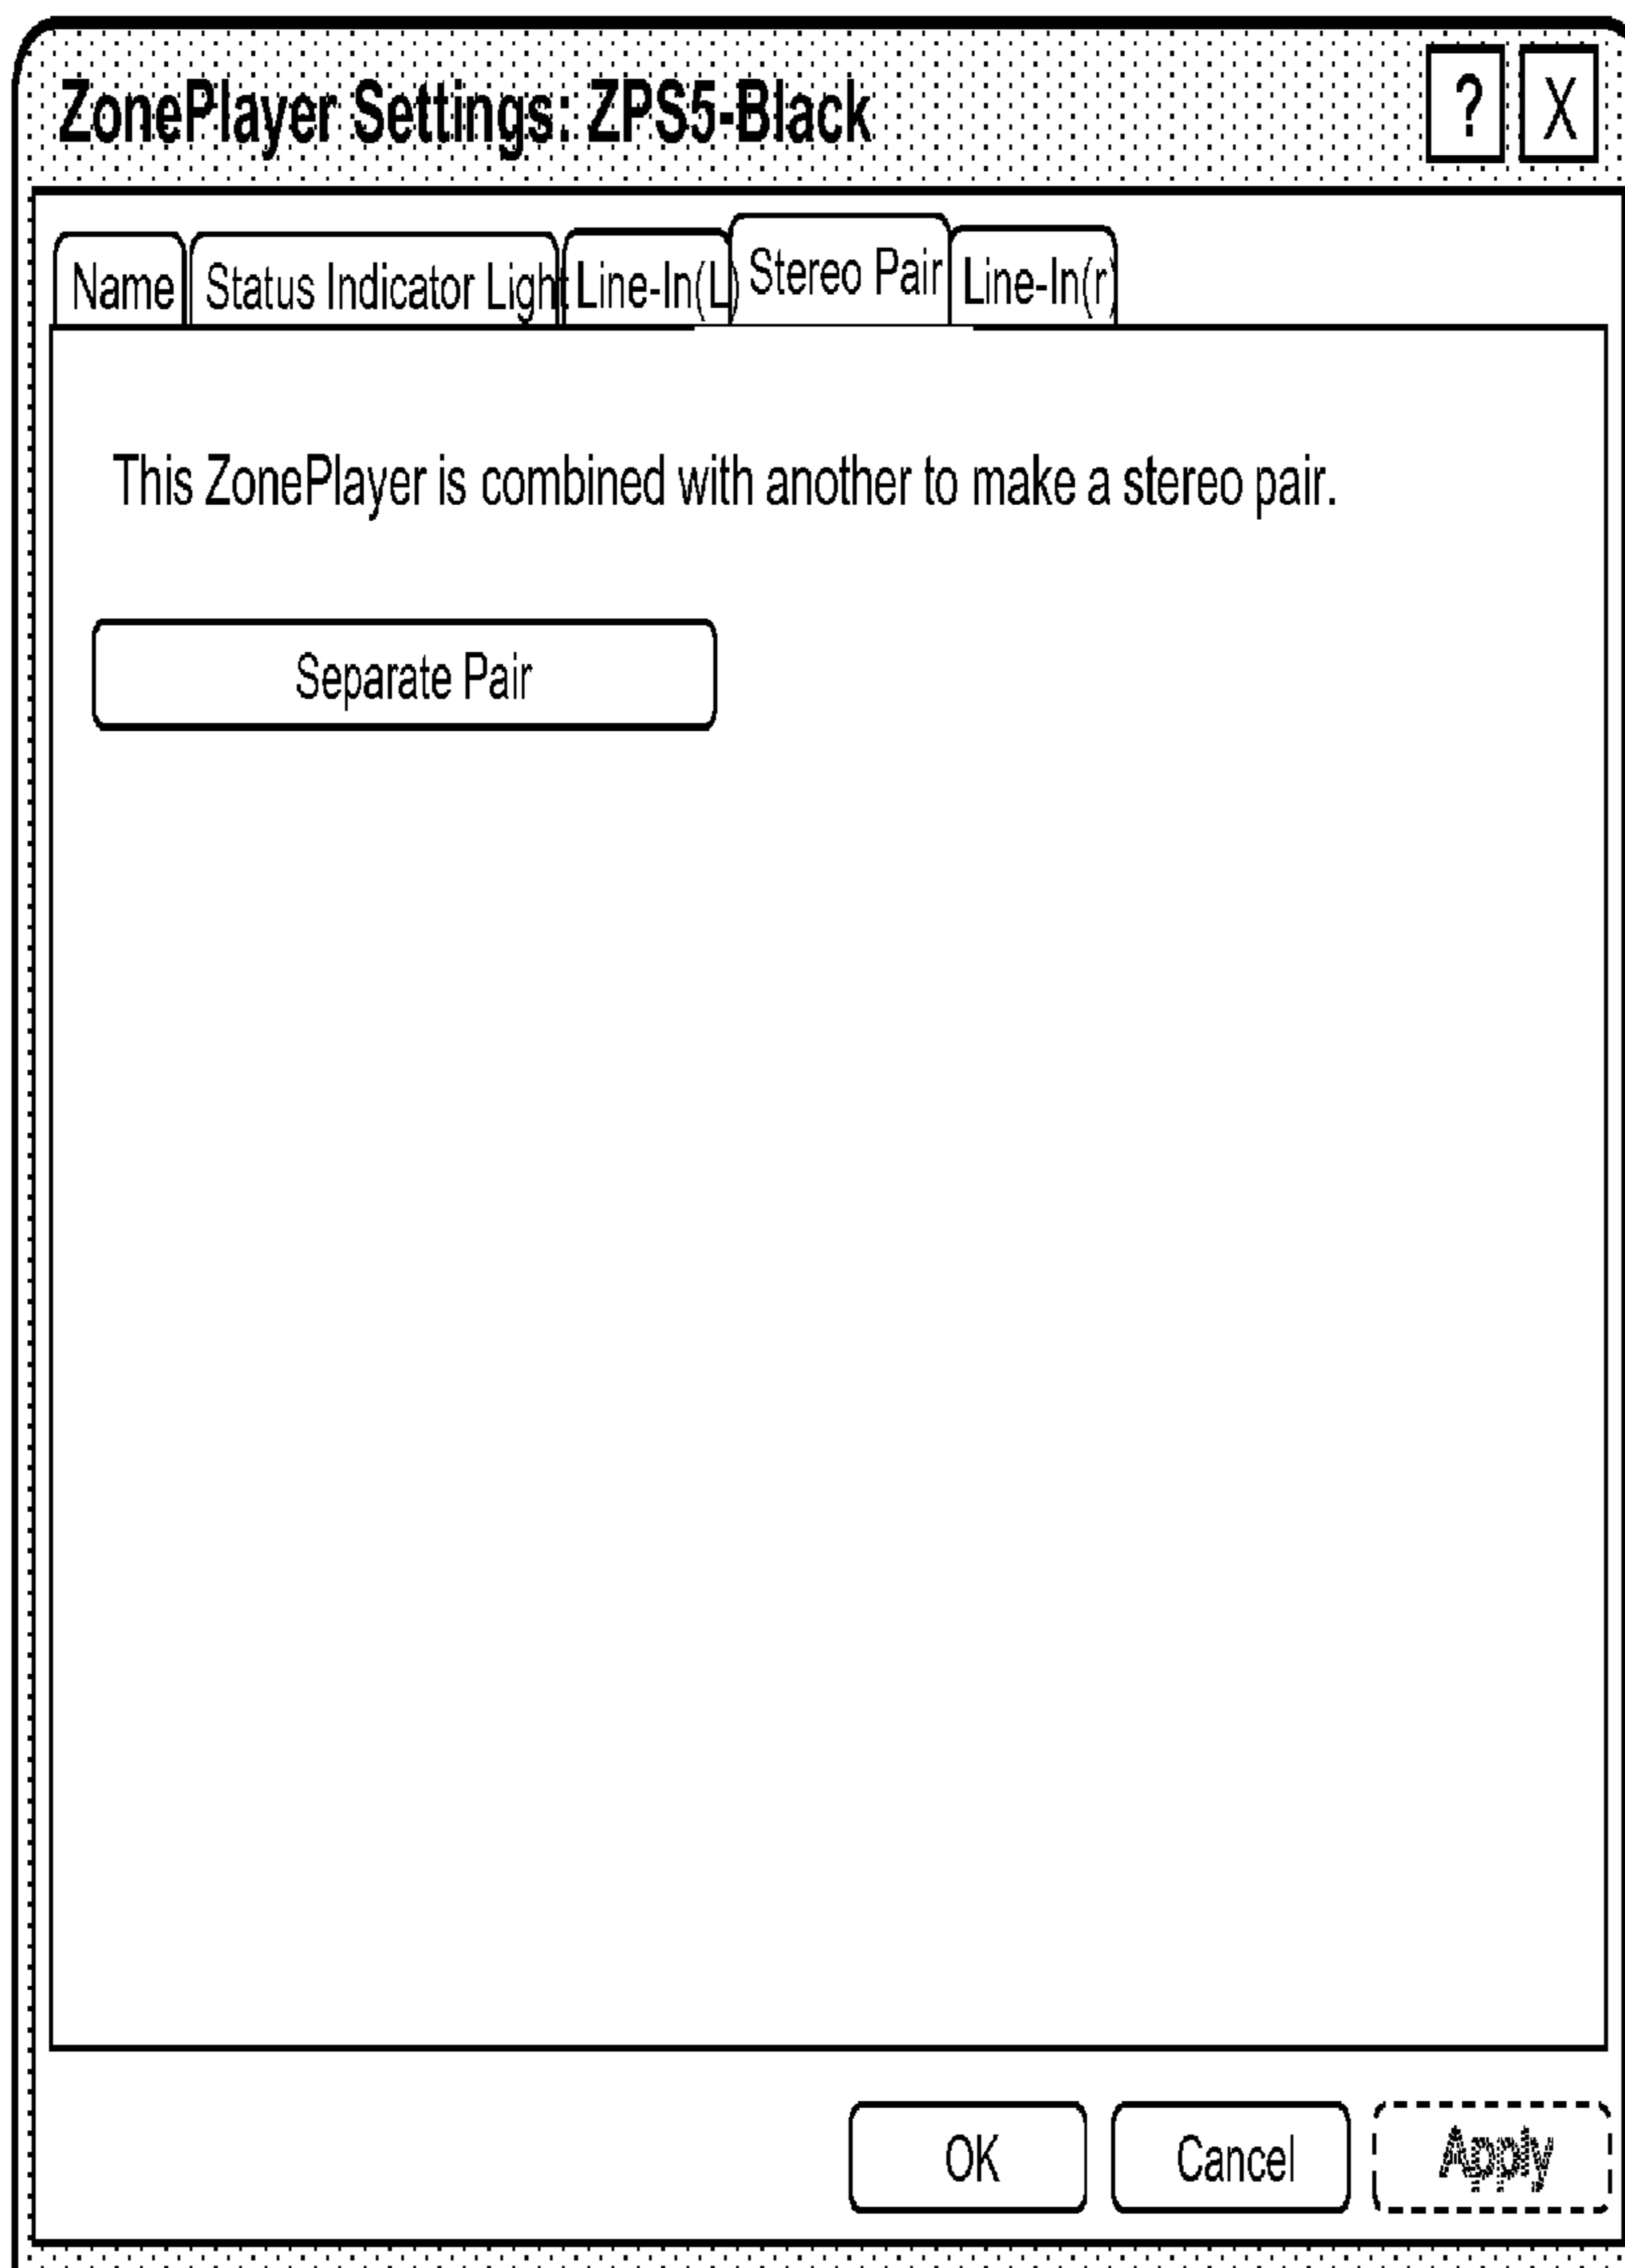 ZonePlayer Settings: ZPS5-Black ? X
Name Status Indicator Light Line-In(L) Stereo Pair Line-In(r)
This ZonePlayer is combined with another to make a stereo pair.
Separate Pair
OK Cancel Apply